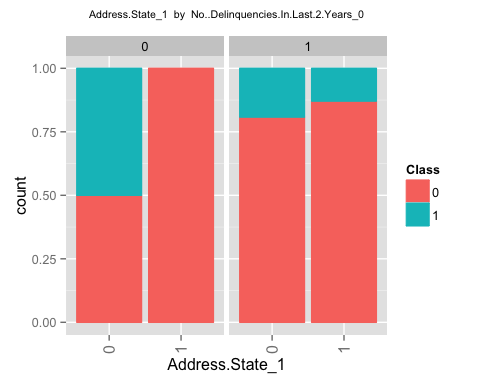 Address.State_1 by No..Delinquencies.In.Last.2.Years_0
0 1
1.00
0.75
0.50
0.25
0.00
count
0 1 0 1
Address.State_1
Class
0
1